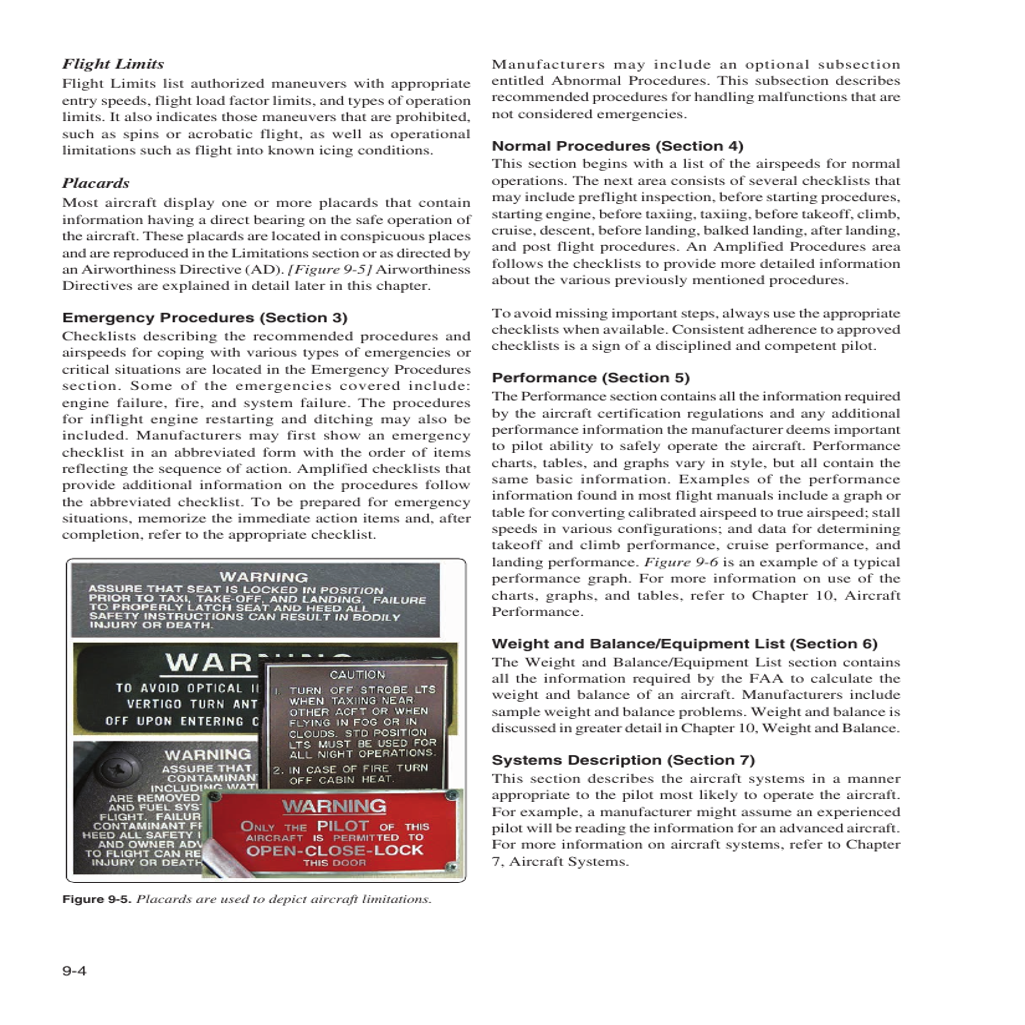 Flight Limits
Flight Limits list authorized maneuvers with appropriate
entry speeds, flight load factor limits, and types of operation
limits. It also indicates those maneuvers that are prohibited,
such as spins or acrobatic flight, as well as operational
limitations such as flight into known icing conditions.
Placards
Most aircraft display one or more placards that contain
information having a direct bearing on the safe operation of
the aircraft. These placards are located in conspicuous places
and are reproduced in the Limitations section or as directed by
an Airworthiness Directive (AD). [Figure 9-5] Airworthiness
Directives are explained in detail later in this chapter.
Emergency Procedures (Section 3)
Checklists describing the recommended procedures and
airspeeds for coping with various types of emergencies or
critical situations are located in the Emergency Procedures
section. Some of the emergencies covered include:
engine failure, fire, and system failure. The procedures
for inflight engine restarting and ditching may also be
included. Manufacturers may first show an emergency
checklist in an abbreviated form with the order of items
reflecting the sequence of action. Amplified checklists that
provide additional information on the procedures follow
the abbreviated checklist. To be prepared for emergency
situations, memorize the immediate action items and, after
completion, refer to the appropriate checklist.
WARNING
ASSURE THAT SEAT IS LOCKED IN POSITION
PRIOR TO TAXI, TAKE-OFF, AND LANDING. FAILURE
TO PROPERLY LATCH SEAT AND HEED ALL
SAFETY INSTRUCTIONS CAN RESULT IN BODILY
INJURY OR DEATH.
TO AVOID OPTICAL
VERTIGO TURN ANT
OFF UPON ENTERING C
CAUTION
1. TURN OFF STROBE LTS
WHEN TAXIING NEAR
OTHER ACFT OR WHEN
FLYING IN FOG OR IN
CLOUDS. STD POSITION
LTS MUST BE USED FOR
ALL NIGHT OPERATIONS.
2. IN CASE OF FIRE TURN
OFF CABIN HEAT.
WARNING
ASSURE THAT
CONTAMINAN
INCLUDING WAT
ARE REMOVED
AND FUEL SYS
FLIGHT. FAILUR
CONTAMINANT F
HEED ALL SAFETY I
AND OWNER ADV
TO FLIGHT CAN RE
INJURY OR DEATH
WARNING
ONLY THE PILOT OF THIS
AIRCRAFT IS PERMITTED TO
OPEN-CLOSE-LOCK
THIS DOOR
Figure 9-5. Placards are used to depict aircraft limitations.
Manufacturers may include an optional subsection
entitled Abnormal Procedures. This subsection describes
recommended procedures for handling malfunctions that are
not considered emergencies.
Normal Procedures (Section 4)
This section begins with a list of the airspeeds for normal
operations. The next area consists of several checklists that
may include preflight inspection, before starting procedures,
starting engine, before taxiing, taxiing, before takeoff, climb,
cruise, descent, before landing, balked landing, after landing,
and post flight procedures. An Amplified Procedures area
follows the checklists to provide more detailed information
about the various previously mentioned procedures.
To avoid missing important steps, always use the appropriate
checklists when available. Consistent adherence to approved
checklists is a sign of a disciplined and competent pilot.
Performance (Section 5)
The Performance section contains all the information required
by the aircraft certification regulations and any additional
performance information the manufacturer deems important
to pilot ability to safely operate the aircraft. Performance
charts, tables, and graphs vary in style, but all contain the
same basic information. Examples of the performance
information found in most flight manuals include a graph or
table for converting calibrated airspeed to true airspeed; stall
speeds in various configurations; and data for determining
takeoff and climb performance, cruise performance, and
landing performance. Figure 9-6 is an example of a typical
performance graph. For more information on use of the
charts, graphs, and tables, refer to Chapter 10, Aircraft
Performance.
Weight and Balance/Equipment List (Section 6)
The Weight and Balance/Equipment List section contains
all the information required by the FAA to calculate the
weight and balance of an aircraft. Manufacturers include
sample weight and balance problems. Weight and balance is
discussed in greater detail in Chapter 10, Weight and Balance.
Systems Description (Section 7)
This section describes the aircraft systems in a manner
appropriate to the pilot most likely to operate the aircraft.
For example, a manufacturer might assume an experienced
pilot will be reading the information for an advanced aircraft.
For more information on aircraft systems, refer to Chapter
7, Aircraft Systems.
9-4